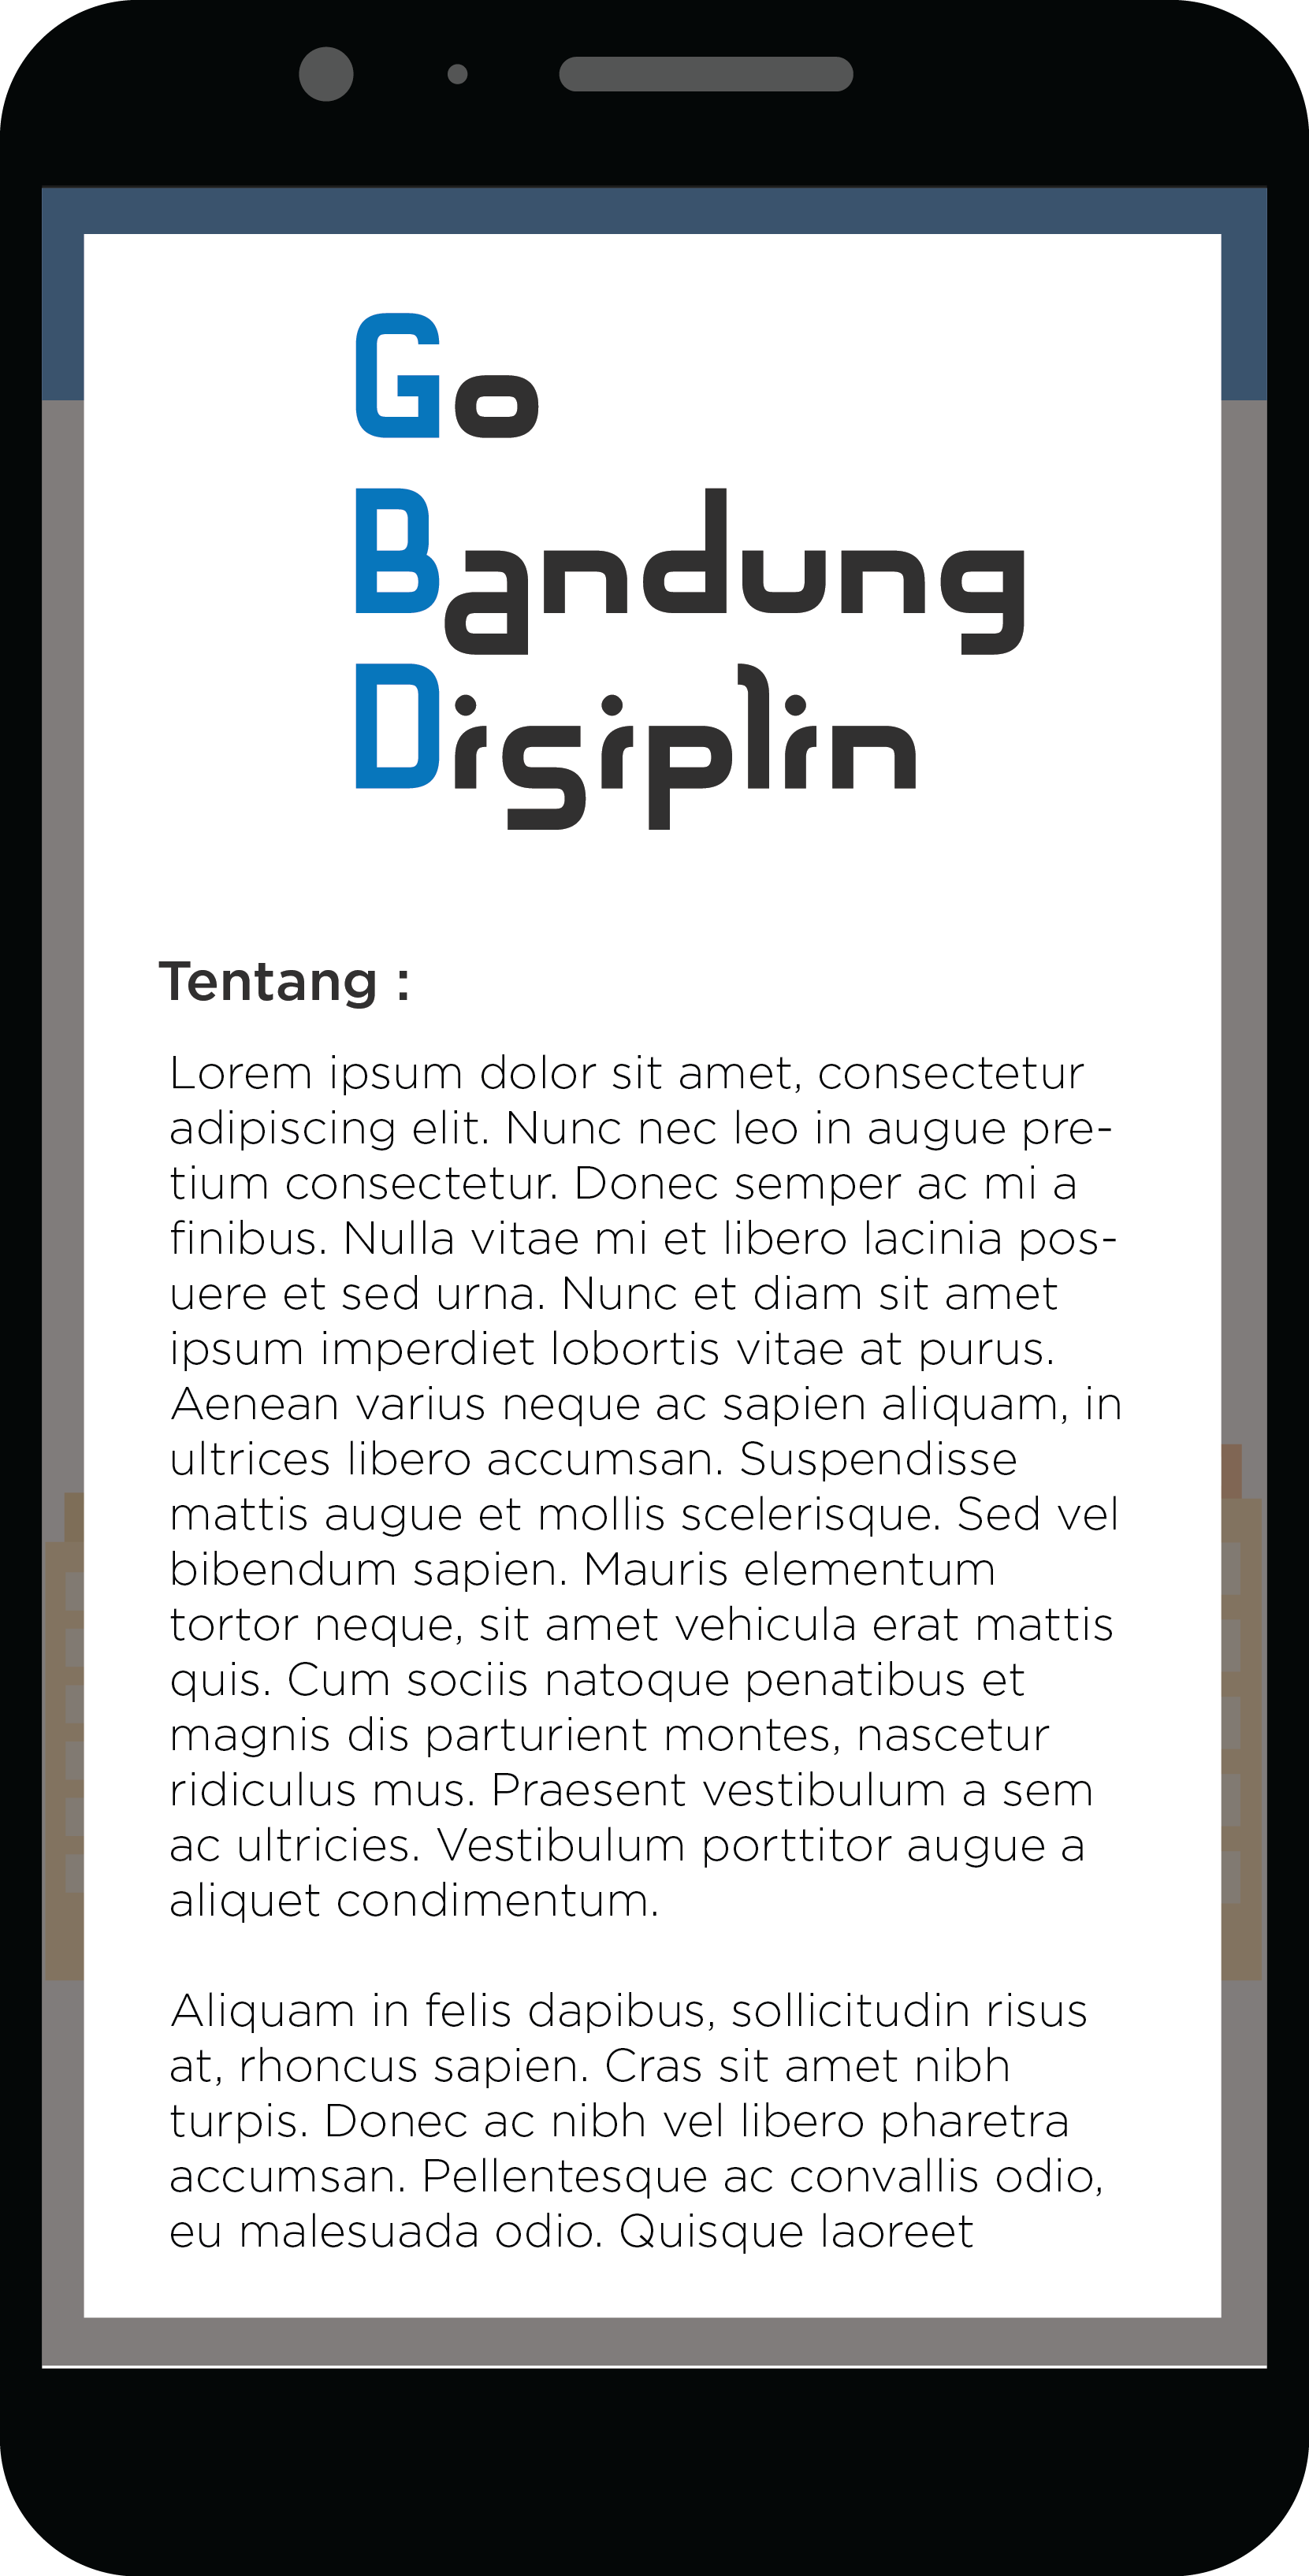 Go
Bandung
Disiplin
Tentang :
Lorem ipsum dolor sit amet, consectetur
adipiscing elit. Nunc nec leo in augue pre-
tium consectetur. Donec semper ac mi a
finibus. Nulla vitae mi et libero lacinia pos-
uere et sed urna. Nunc et diam sit amet
ipsum imperdiet lobortis vitae at purus.
Aenean varius neque ac sapien aliquam, in
ultrices libero accumsan. Suspendisse
mattis augue et mollis scelerisque. Sed vel
bibendum sapien. Mauris elementum
tortor neque, sit amet vehicula erat mattis
quis. Cum sociis natoque penatibus et
magnis dis parturient montes, nascetur
ridiculus mus. Praesent vestibulum a sem
ac ultricies. Vestibulum porttitor augue a
aliquet condimentum.
Aliquam in felis dapibus, sollicitudin risus
at, rhoncus sapien. Cras sit amet nibh
turpis. Donec ac nibh vel libero pharetra
accumsan. Pellentesque ac convallis odio,
eu malesuada odio. Quisque laoreet